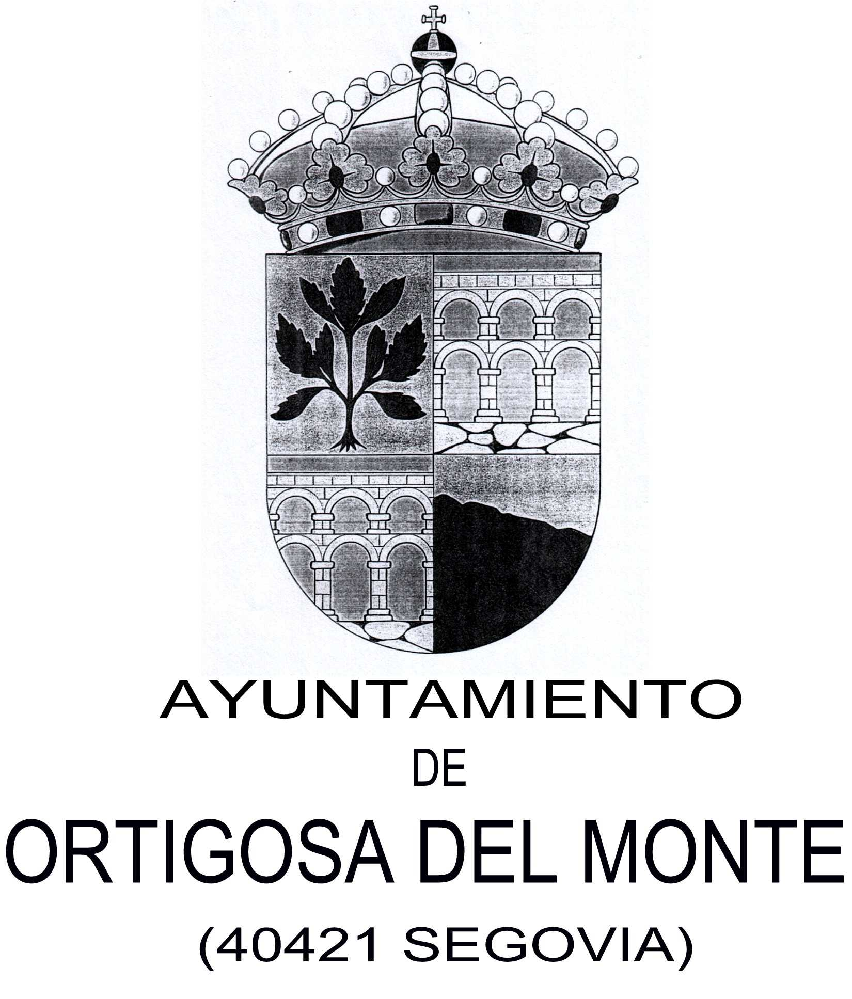 AYUNTAMIENTO
DE
ORTIGOSA DEL MONTE
(40421 SEGOVIA)